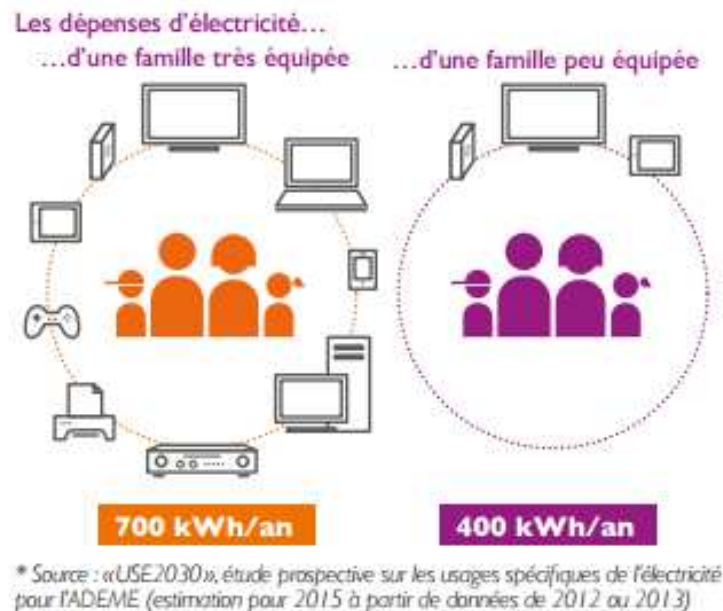 Les dépenses d'électricité…
…d'une famille très équipée
…d'une famille peu équipée
700 kWh/an
400 kWh/an
* Source : «USE2030», étude prospective sur les usages spécifiques de l'électricité
pour l'ADEME (estimation pour 2015 à partir de données de 2012 ou 2013)